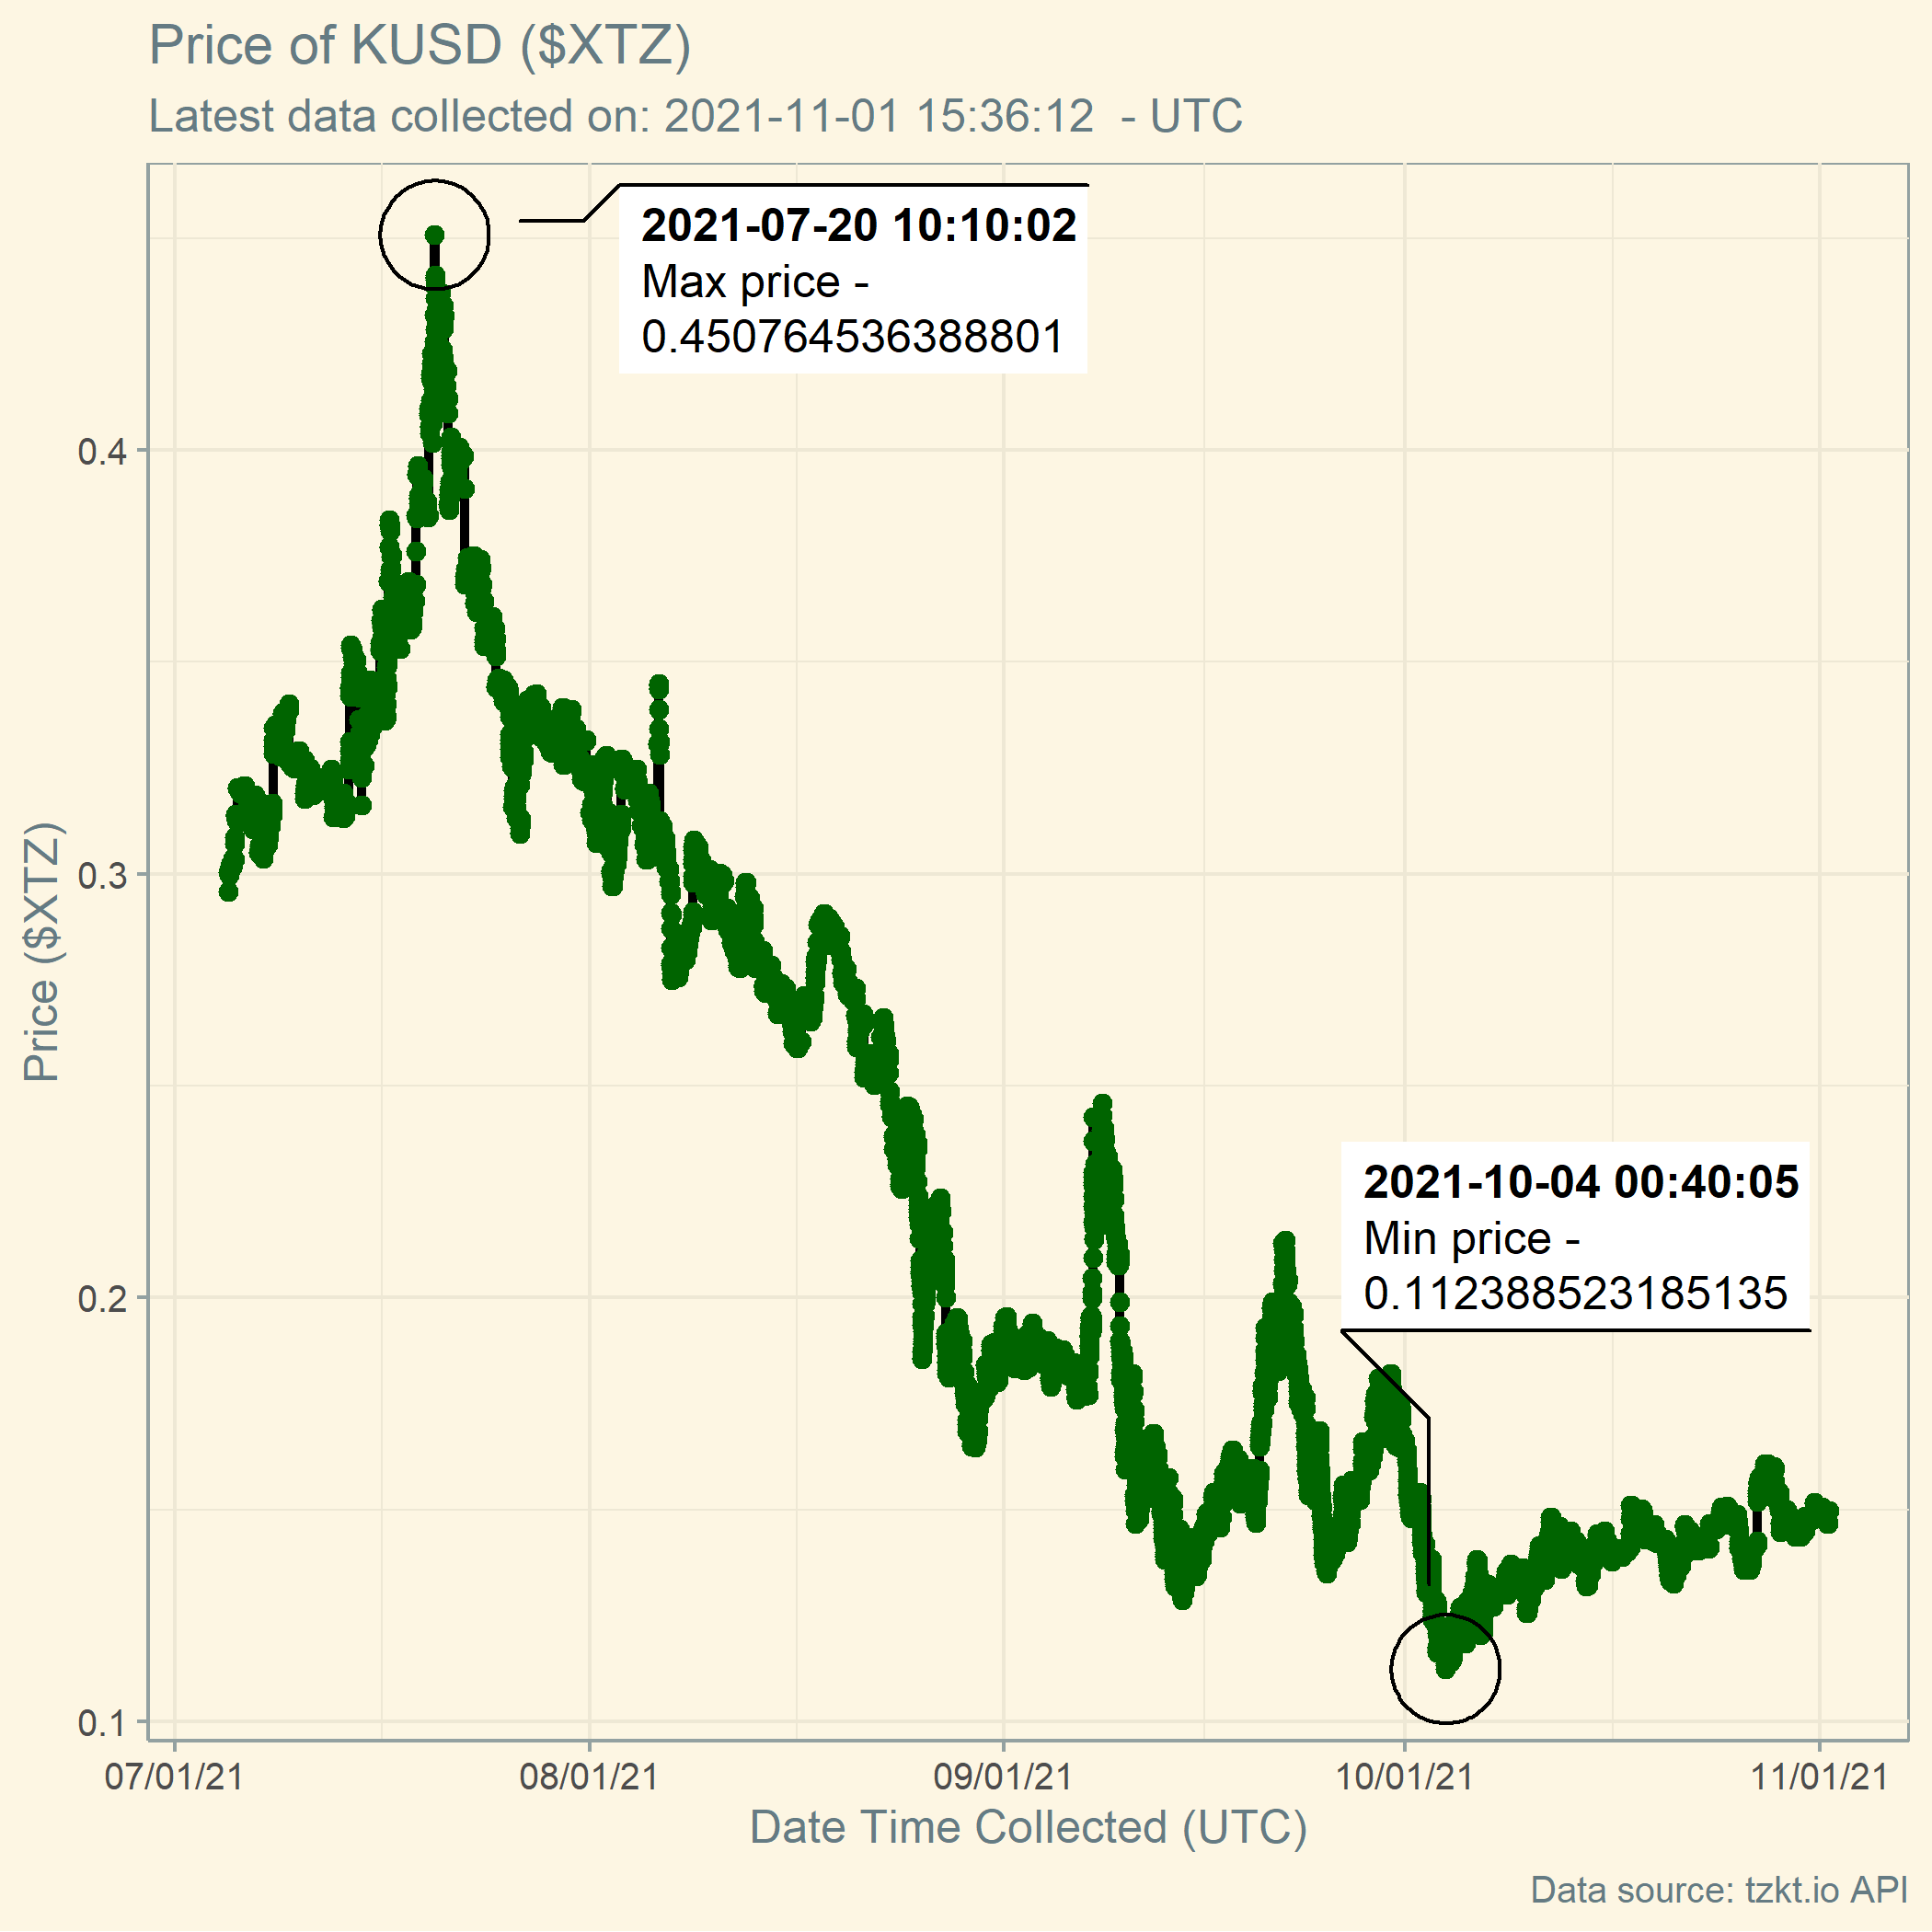 Price of KUSD ($XTZ)
Latest data collected on: 2021-11-01 15:36:12  - UTC
2021-07-20 10:10:02
Max price -
0.450764536388801
2021-10-04 00:40:05
Min price -
0.112388523185135
Price ($XTZ)
0.4
0.3
0.2
0.1
07/01/21
08/01/21
09/01/21
10/01/21
11/01/21
Date Time Collected (UTC)
Data source: tzkt.io API